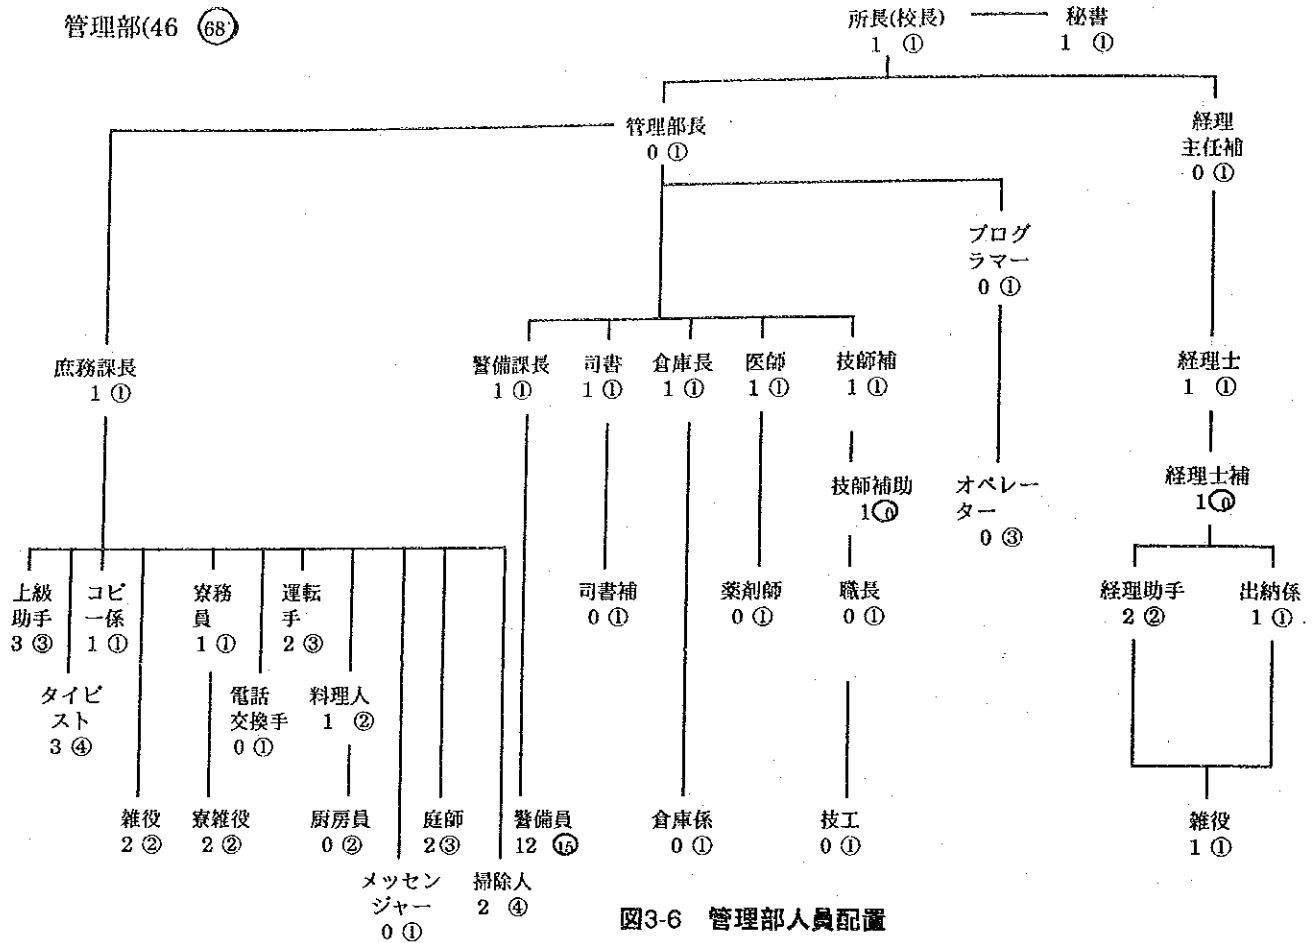 管理部(46 68)
所長(校長)
1 ①
秘書
1 ①
管理部長
0 ①
経理
主任補
0 ①
プログ
ラマー
0 ①
庶務課長
1 ①
警備課長
1 ①
司書
1 ①
倉庫長
1 ①
医師
1 ①
技師補
1 ①
経理士
1 ①
技師補助
1 ⓪
オペレー
ター
0 ③
経理士補
1 ⓪
上級
助手
3 ③
コピ
ー係
1 ①
寮務
員
1 ①
運転
手
2 ③
司書補
0 ①
薬剤師
0 ①
職長
0 ①
経理助手
2 ②
出納係
1 ①
タイピ
スト
3 ④
電話
交換手
0 ①
料理人
1 ②
雑役
2 ②
寮雑役
2 ②
厨房員
0 ②
庭師
2 ③
警備員
12 ⑮
倉庫係
0 ①
技工
0 ①
雑役
1 ①
メッセン
ジャー
0 ①
掃除人
2 ④
図3-6 管理部人員配置